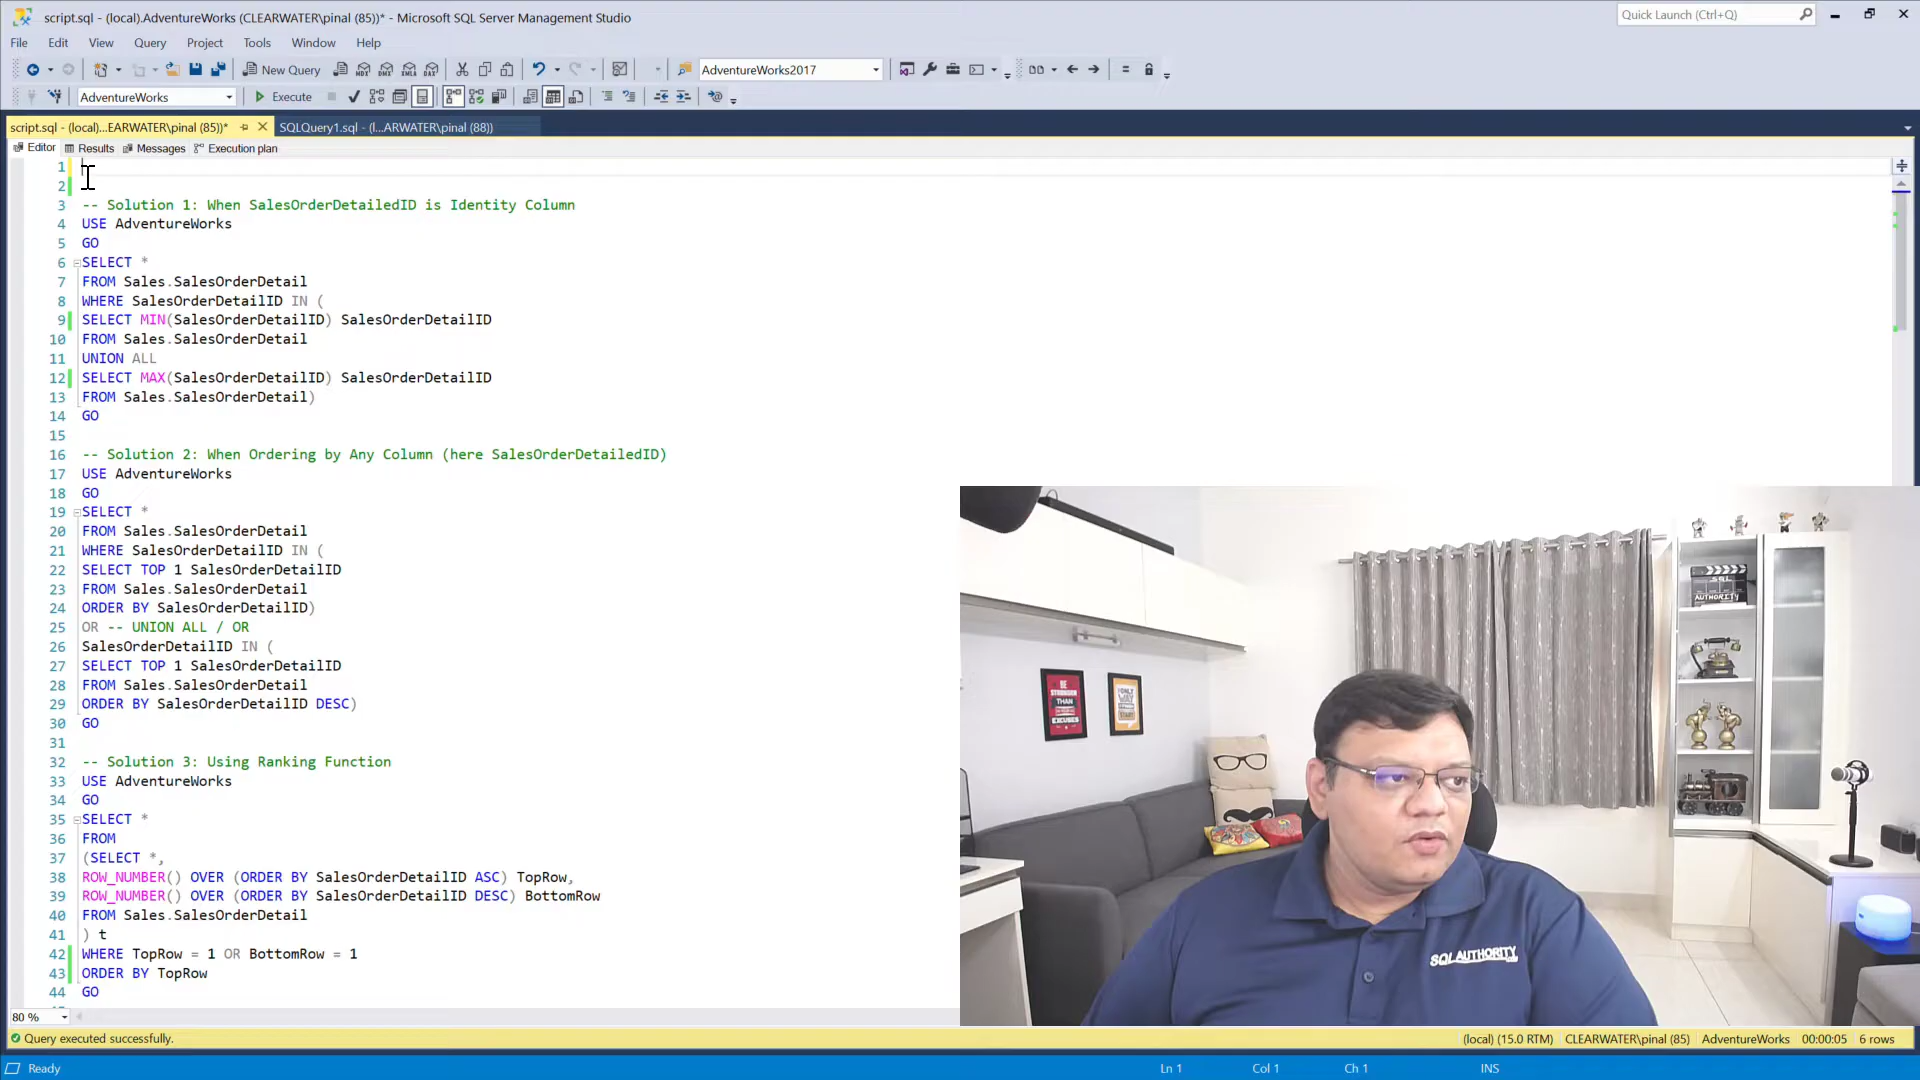 script.sql - (local).AdventureWorks (CLEARWATER\pinal (85))* - Microsoft SQL Server Management Studio
Quick Launch (Ctrl+Q)
File Edit View Query Project Tools Window Help
New Query
AdventureWorks2017
AdventureWorks
Execute
script.sql - (local)...EARWATER\pinal (85))*
SQLQuery1.sql - (l...ARWATER\pinal (88))
Editor Results Messages Execution plan
1
2
3 -- Solution 1: When SalesOrderDetailedID is Identity Column
4 USE AdventureWorks
5 GO
6 SELECT *
7 FROM Sales.SalesOrderDetail
8 WHERE SalesOrderDetailID IN (
9 SELECT MIN(SalesOrderDetailID) SalesOrderDetailID
10 FROM Sales.SalesOrderDetail
11 UNION ALL
12 SELECT MAX(SalesOrderDetailID) SalesOrderDetailID
13 FROM Sales.SalesOrderDetail)
14 GO
15
16 -- Solution 2: When Ordering by Any Column (here SalesOrderDetailedID)
17 USE AdventureWorks
18 GO
19 SELECT *
20 FROM Sales.SalesOrderDetail
21 WHERE SalesOrderDetailID IN (
22 SELECT TOP 1 SalesOrderDetailID
23 FROM Sales.SalesOrderDetail
24 ORDER BY SalesOrderDetailID)
25 OR -- UNION ALL / OR
26 SalesOrderDetailID IN (
27 SELECT TOP 1 SalesOrderDetailID
28 FROM Sales.SalesOrderDetail
29 ORDER BY SalesOrderDetailID DESC)
30 GO
31
32 -- Solution 3: Using Ranking Function
33 USE AdventureWorks
34 GO
35 SELECT *
36 FROM
37 (SELECT *,
38 ROW_NUMBER() OVER (ORDER BY SalesOrderDetailID ASC) TopRow,
39 ROW_NUMBER() OVER (ORDER BY SalesOrderDetailID DESC) BottomRow
40 FROM Sales.SalesOrderDetail
41 ) t
42 WHERE TopRow = 1 OR BottomRow = 1
43 ORDER BY TopRow
44 GO
SQL
AUTHORITY
BE
STRONGER
THAN
EXCUSES
SQL AUTHORITY
80 %
Query executed successfully.
(local) (15.0 RTM) CLEARWATER\pinal (85) AdventureWorks 00:00:05 6 rows
Ready
Ln 1 Col 1 Ch 1 INS